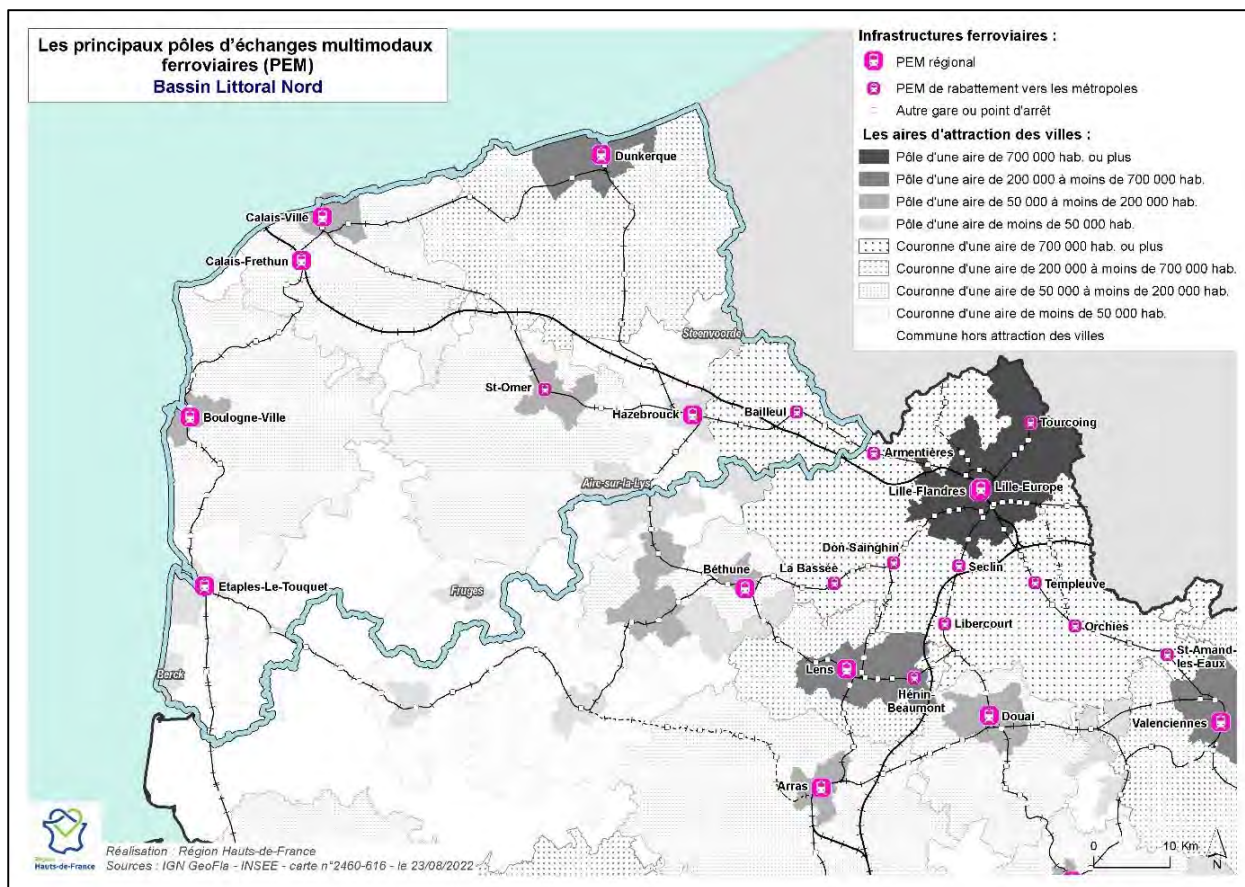 Les principaux pôles d'échanges multimodaux
ferroviaires (PEM)
Bassin Littoral Nord
Infrastructures ferroviaires :
PEM régional
PEM de rabattement vers les métropoles
Autre gare ou point d'arrêt
Les aires d'attraction des villes :
Pôle d'une aire de 700 000 hab. ou plus
Pôle d'une aire de 200 000 à moins de 700 000 hab.
Pôle d'une aire de 50 000 à moins de 200 000 hab.
Pôle d'une aire de moins de 50 000 hab.
Couronne d'une aire de 700 000 hab. ou plus
Couronne d'une aire de 200 000 à moins de 700 000 hab.
Couronne d'une aire de 50 000 à moins de 200 000 hab.
Couronne d'une aire de moins de 50 000 hab.
Commune hors attraction des villes
Dunkerque
Calais-Ville
Calais-Frethun
Steenvoorde
St-Omer
Boulogne-Ville
Hazebrouck
Bailleul
Tourcoing
Armentières
Aire-sur-la-Lys
Lille-Flandres
Lille-Europe
Don-Sainghin
Etaples-Le-Touquet
Fruges
Béthune
La Bassée
Seclin
Templeuve
Libercourt
Orchies
St-Amand-
les-Eaux
Berck
Lens
Hénin-
Beaumont
Douai
Valenciennes
Arras
Région
Hauts-de-France
Réalisation : Région Hauts-de-France
Sources : IGN GeoFla - INSEE - carte n°2460-616 - le 23/08/2022
0 10 Km
N